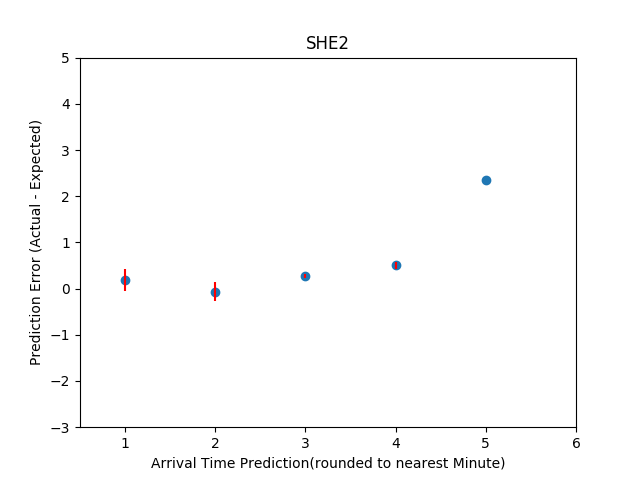 SHE2
5
4
3
2
1
0
−1
−2
−3
Prediction Error (Actual - Expected)
1 2 3 4 5 6
Arrival Time Prediction(rounded to nearest Minute)